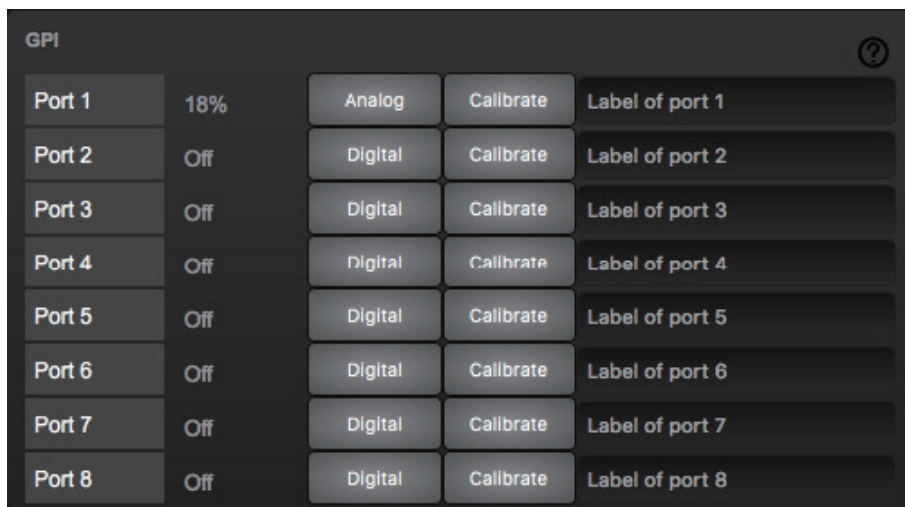 GPI
Port 1 18% Analog Calibrate Label of port 1
Port 2 Off Digital Calibrate Label of port 2
Port 3 Off Digital Calibrate Label of port 3
Port 4 Off Digital Calibrate Label of port 4
Port 5 Off Digital Calibrate Label of port 5
Port 6 Off Digital Calibrate Label of port 6
Port 7 Off Digital Calibrate Label of port 7
Port 8 Off Digital Calibrate Label of port 8